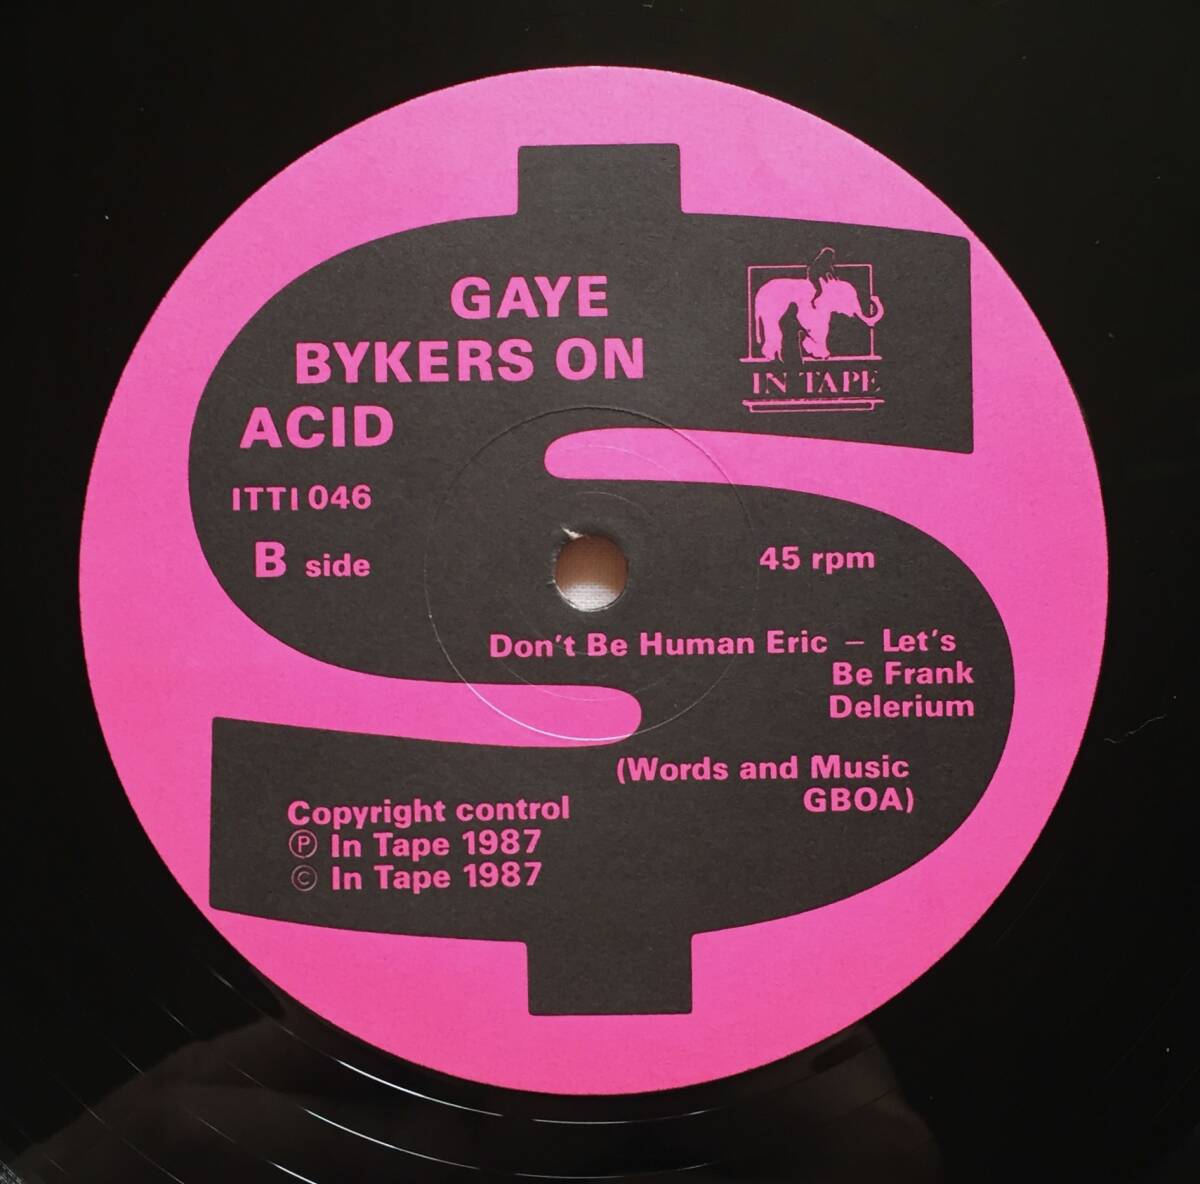 GAYE
BYKERS ON
ACID
IN TAPE
ITTI 046
B side
45 rpm
Don't Be Human Eric – Let's
Be Frank
Delerium
(Words and Music
GBOA)
Copyright control
Ⓟ In Tape 1987
© In Tape 1987